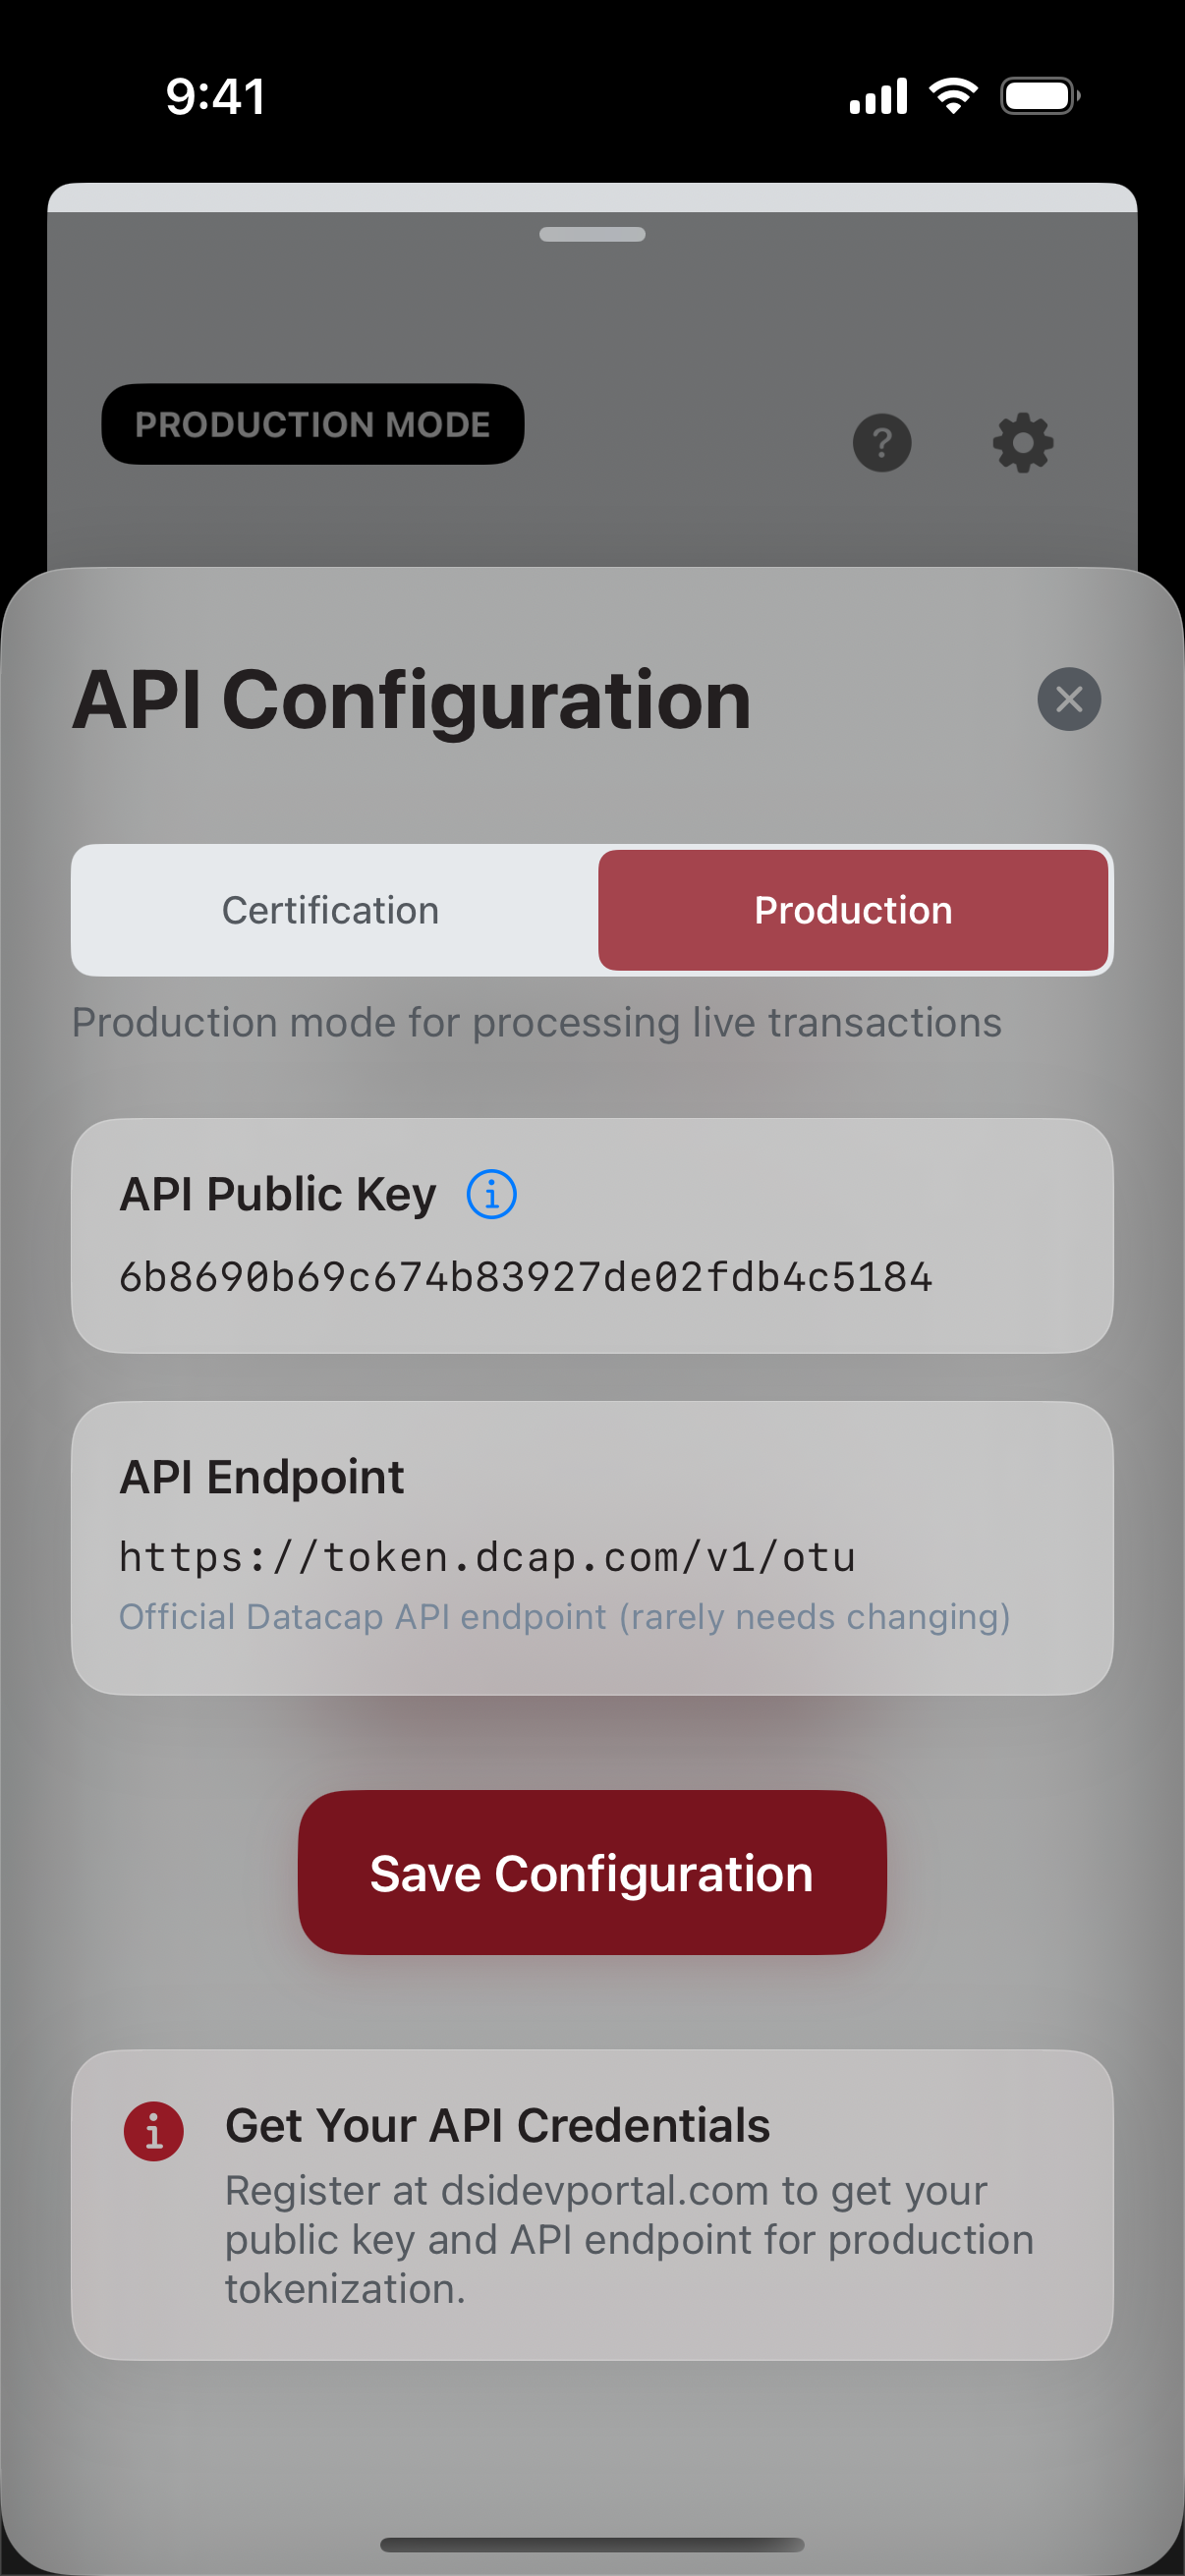 9:41
PRODUCTION MODE
API Configuration
Certification
Production
Production mode for processing live transactions
API Public Key
6b8690b69c674b83927de02fdb4c5184
API Endpoint
https://token.dcap.com/v1/otu
Official Datacap API endpoint (rarely needs changing)
Save Configuration
Get Your API Credentials
Register at dsidevportal.com to get your
public key and API endpoint for production
tokenization.